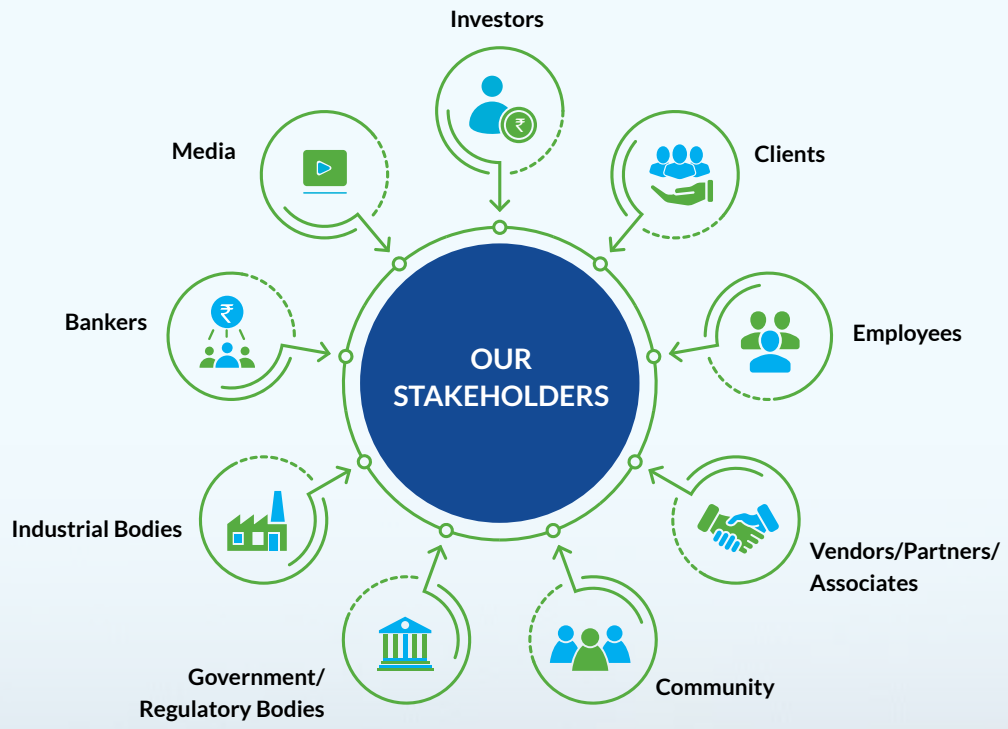 Investors
Clients
Employees
Vendors/Partners/
Associates
Community
Government/
Regulatory Bodies
Industrial Bodies
Bankers
Media
OUR
STAKEHOLDERS
₹
₹